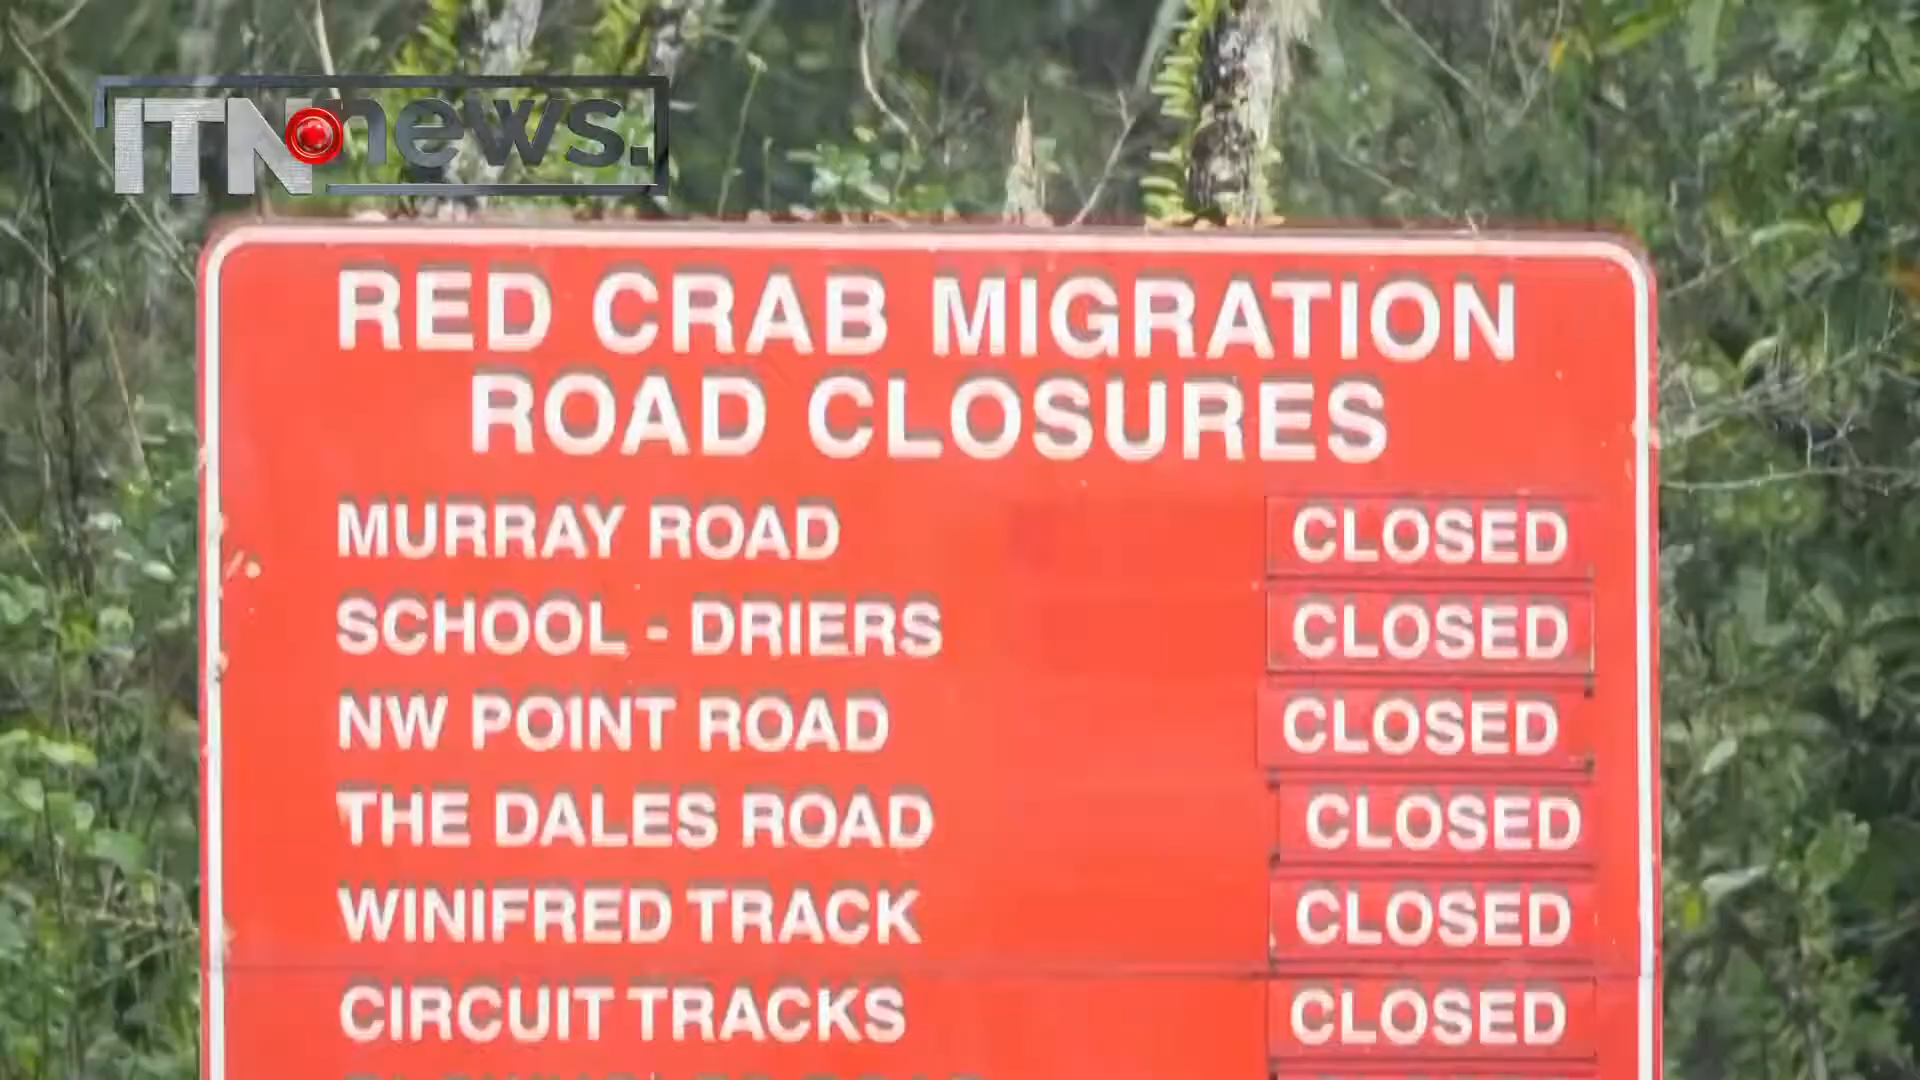 ITN news.
RED CRAB MIGRATION
ROAD CLOSURES
MURRAY ROAD CLOSED
SCHOOL - DRIERS CLOSED
NW POINT ROAD CLOSED
THE DALES ROAD CLOSED
WINIFRED TRACK CLOSED
CIRCUIT TRACKS CLOSED